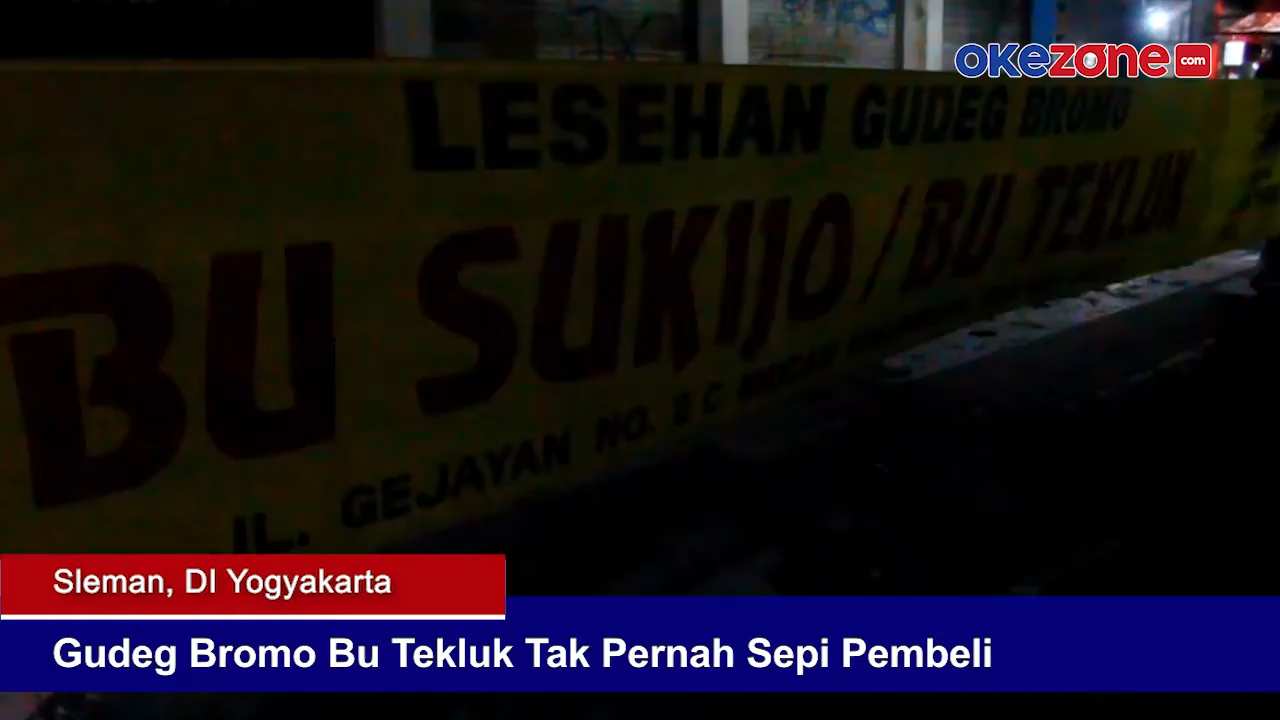 okezone.com
LESEHAN GUDEG BROMO
BU SUKIJO / BU TEKLUK
JL. GEJAYAN NO. 2 C
Sleman, DI Yogyakarta
Gudeg Bromo Bu Tekluk Tak Pernah Sepi Pembeli